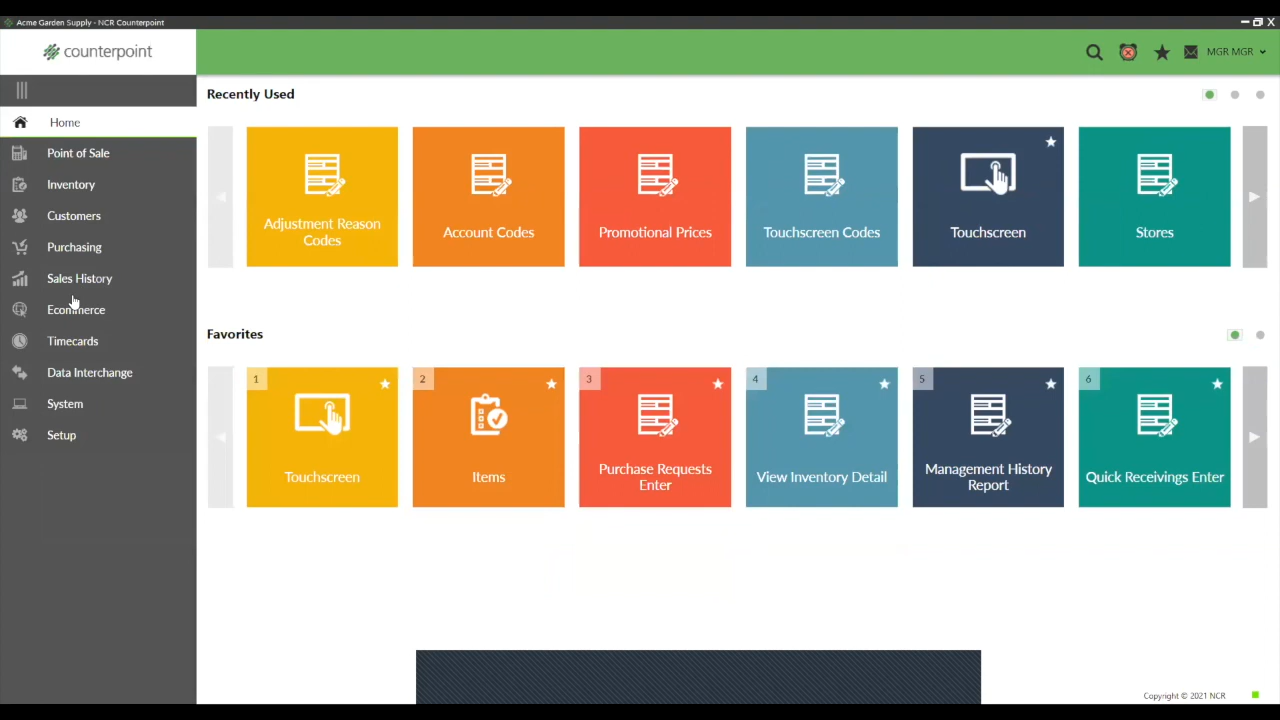 Acme Garden Supply - NCR Counterpoint
counterpoint
MGR MGR
Home
Point of Sale
Inventory
Customers
Purchasing
Sales History
Ecommerce
Timecards
Data Interchange
System
Setup
Recently Used
Adjustment Reason
Codes
Account Codes
Promotional Prices
Touchscreen Codes
Touchscreen
Stores
Favorites
1
Touchscreen
2
Items
3
Purchase Requests
Enter
4
View Inventory Detail
5
Management History
Report
6
Quick Receivings Enter
Copyright © 2021 NCR